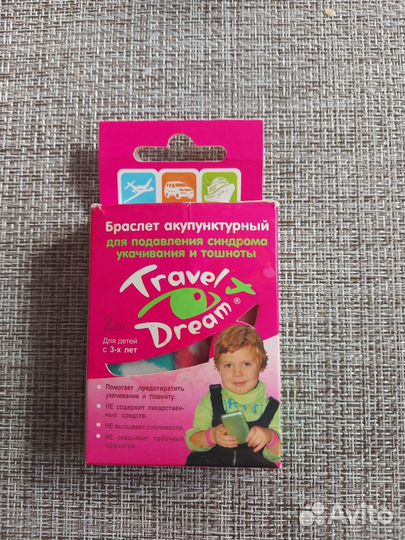 Браслет акупунктурный
для подавления синдрома
укачивания и тошноты
Travel
Dream®
2 шт
Для детей
с 3-х лет
• Помогает предотвратить
укачивание и тошноту.
• НЕ содержит лекарствен-
ных средств.
• НЕ вызывает сонливости.
• НЕ оказывает побочных
эффектов.
Avito